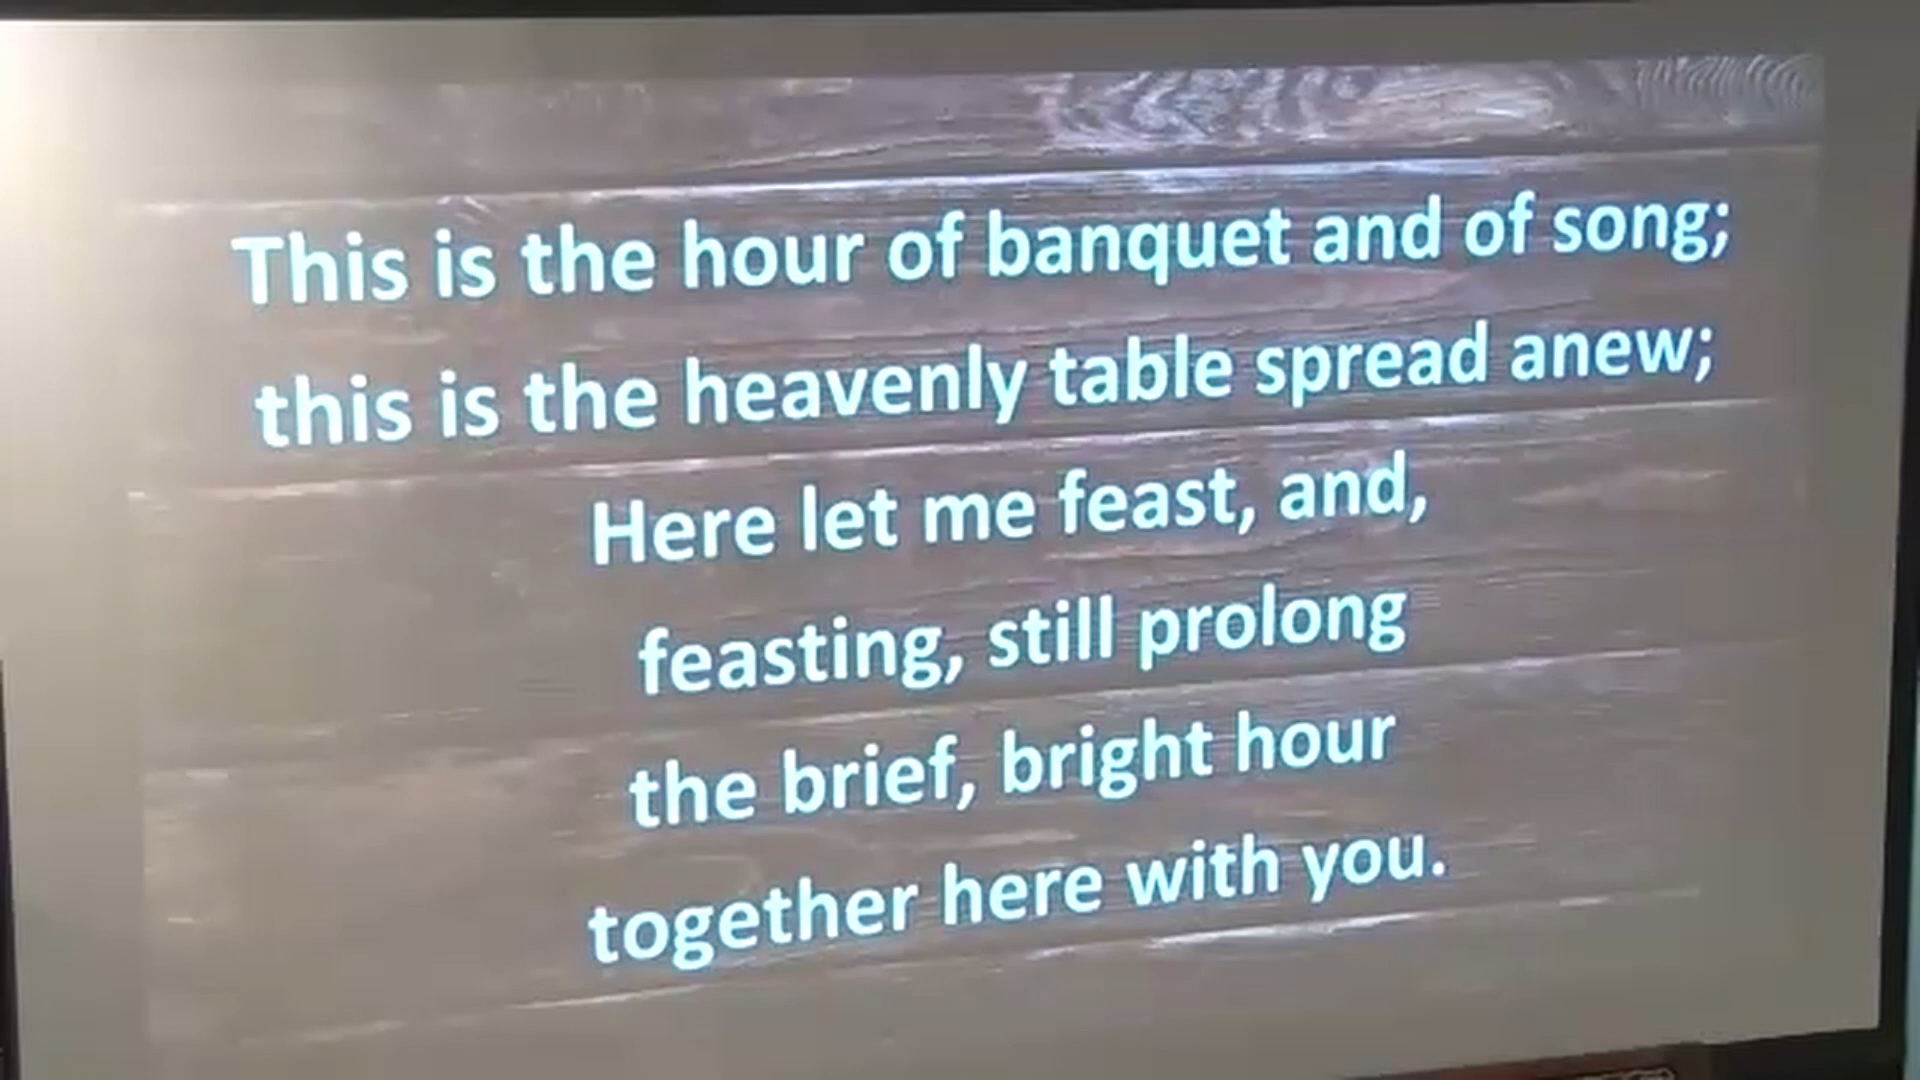 This is the hour of banquet and of song;
this is the heavenly table spread anew;
Here let me feast, and,
feasting, still prolong
the brief, bright hour
together here with you.